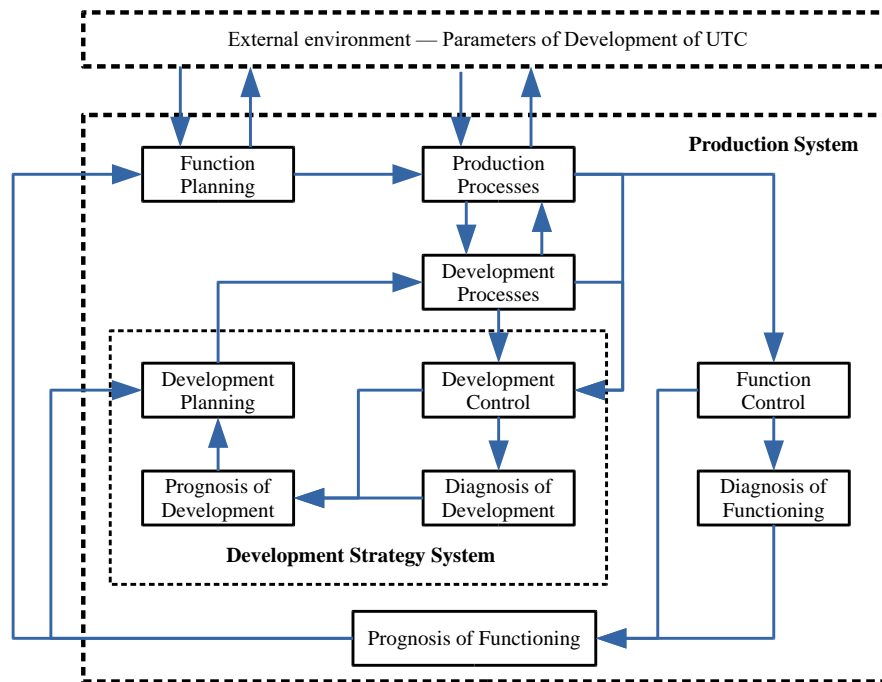 External environment — Parameters of Development of UTC
Production System
Function
Planning
Production
Processes
Development
Processes
Development
Planning
Development
Control
Function
Control
Prognosis of
Development
Diagnosis of
Development
Diagnosis of
Functioning
Development Strategy System
Prognosis of Functioning